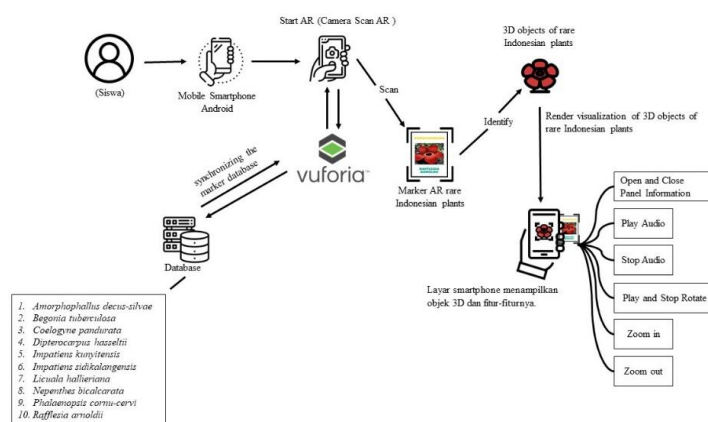 Start AR (Camera Scan AR )
3D objects of rare
Indonesian plants
(Siswa)
Mobile Smartphone
Android
Scan
Identify
Render visualization of 3D objects of
rare Indonesian plants
vuforia™
synchronizing the
marker database
Marker AR rare
Indonesian plants
Open and Close
Panel Information
Play Audio
Stop Audio
Play and Stop Rotate
Zoom in
Zoom out
Layar smartphone menampilkan
objek 3D dan fitur-fiturnya.
Database
1. Amorphophallus decus-silvae
2. Begonia tuberculosa
3. Coelogyne pandurata
4. Dipterocarpus hasseltii
5. Impatiens kunyitensis
6. Impatiens sidikalangensis
7. Licuala hallieriana
8. Nepenthes bicalcarata
9. Phalaenopsis cornu-cervi
10. Rafflesia arnoldii